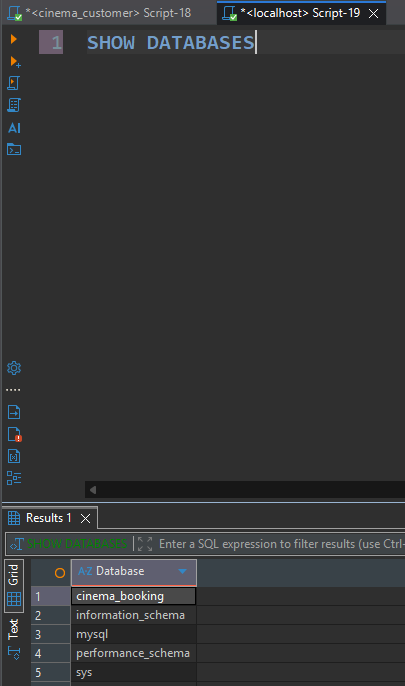 *<cinema_customer> Script-18 *<localhost> Script-19
1 SHOW DATABASES
AI
Results 1
SHOW DATABASES Enter a SQL expression to filter results (use Ctrl-
Grid
Text
A-Z Database
1 cinema_booking
2 information_schema
3 mysql
4 performance_schema
5 sys